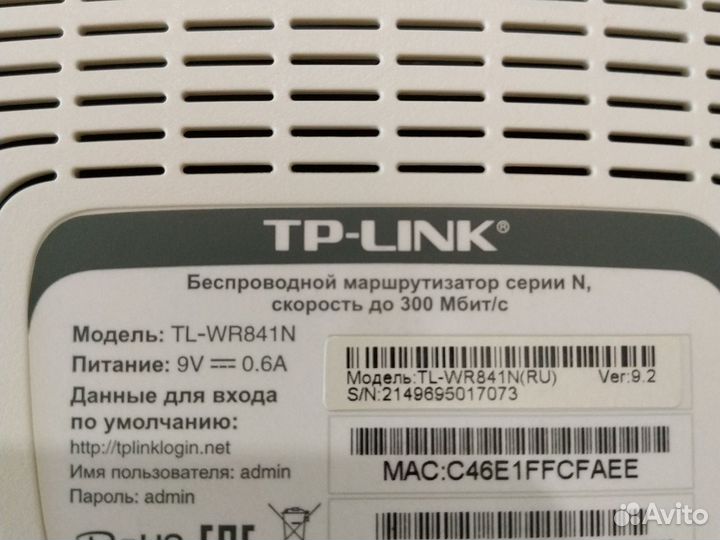 TP-LINK®
Беспроводной маршрутизатор серии N,
скорость до 300 Мбит/с
Модель: TL-WR841N
Питание: 9V 0.6A
Данные для входа
по умолчанию:
http://tplinklogin.net
Имя пользователя: admin
Пароль: admin
Модель:TL-WR841N(RU) Ver:9.2
S/N:2149695017073
MAC:C46E1FFCFAEE
EAC
Avito